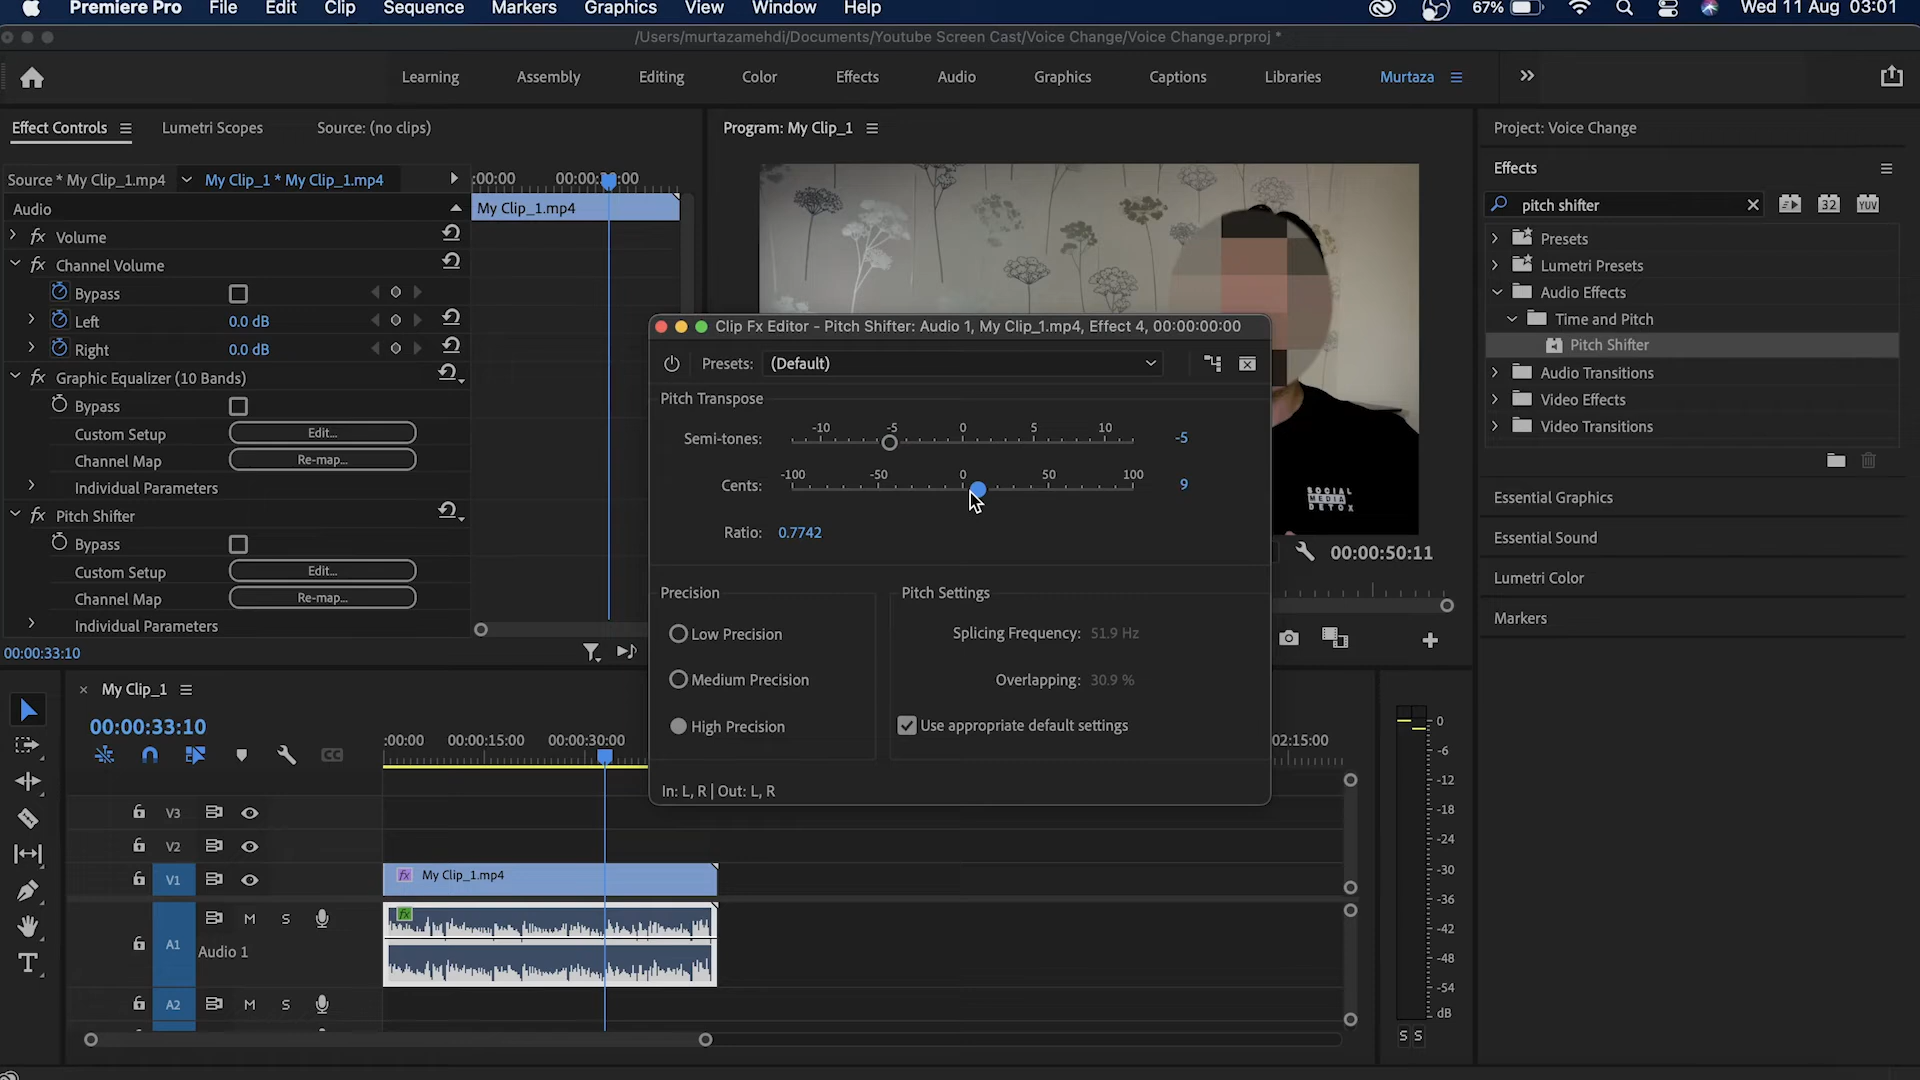 Premiere Pro File Edit Clip Sequence Markers Graphics View Window Help 67% Wed 11 Aug 03:01
/Users/murtazamehdi/Documents/Youtube Screen Cast/Voice Change/Voice Change.prproj *
Learning Assembly Editing Color Effects Audio Graphics Captions Libraries Murtaza
Effect Controls Lumetri Scopes Source: (no clips)
Source * My Clip_1.mp4 My Clip_1 * My Clip_1.mp4
:00:00
My Clip_1.mp4
Audio
fx Volume
fx Channel Volume
Bypass
Left 0.0 dB
Right 0.0 dB
fx Graphic Equalizer (10 Bands)
Bypass
Custom Setup Edit...
Channel Map Re-map...
Individual Parameters
fx Pitch Shifter
Bypass
Custom Setup Edit...
Channel Map Re-map...
Individual Parameters
00:00:33:10
Program: My Clip_1
SOCIAL
MEDIA
DETOX
00:00:50:11
Clip Fx Editor - Pitch Shifter: Audio 1, My Clip_1.mp4, Effect 4, 00:00:00:00
Presets: (Default)
Pitch Transpose
-10 -5 0 5 10
Semi-tones: -5
-100 -50 0 50 100
Cents: 9
Ratio: 0.7742
Precision
Low Precision
Medium Precision
High Precision
Pitch Settings
Splicing Frequency: 51.9 Hz
Overlapping: 30.9 %
Use appropriate default settings
In: L, R | Out: L, R
Project: Voice Change
Effects
pitch shifter
32 YUV
Presets
Lumetri Presets
Audio Effects
Time and Pitch
Pitch Shifter
Audio Transitions
Video Effects
Video Transitions
Essential Graphics
Essential Sound
Lumetri Color
Markers
My Clip_1
00:00:33:10
CC
:00:00 00:00:15:00 00:00:30:00
02:15:00
V3
V2
V1
fx My Clip_1.mp4
fx
A1 M S
Audio 1
A2 M S
T
0
-6
-12
-18
-24
-30
-36
-42
-48
-54
dB
S S